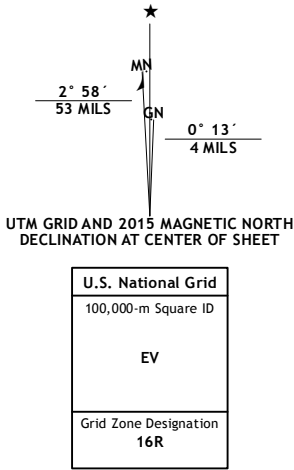 MN
2° 58´
53 MILS
GN
0° 13´
4 MILS
UTM GRID AND 2015 MAGNETIC NORTH
DECLINATION AT CENTER OF SHEET
U.S. National Grid
100,000-m Square ID
EV
Grid Zone Designation
16R